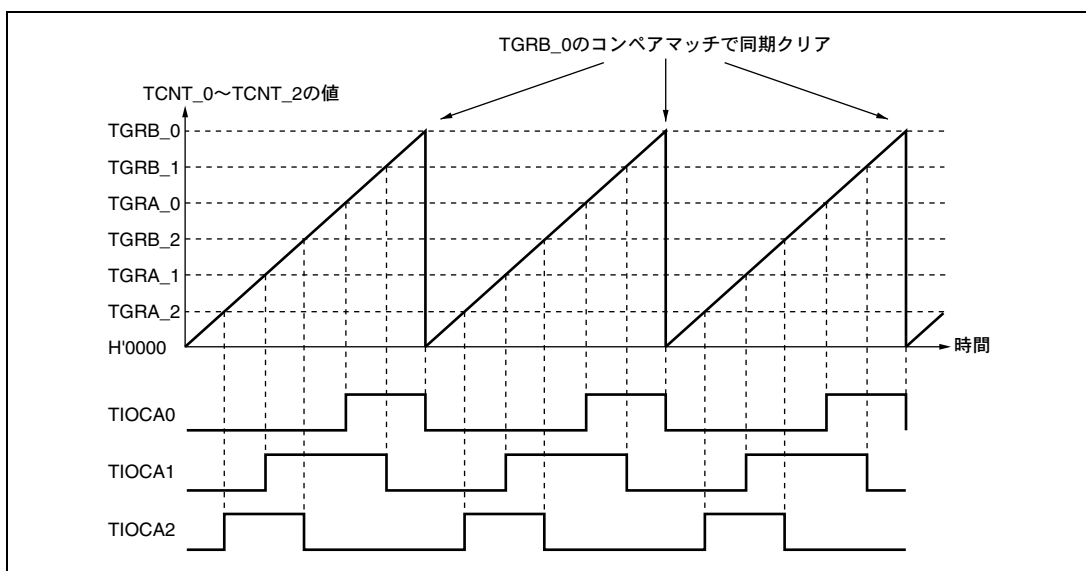 TGRB_0のコンペアマッチで同期クリア
TCNT_0～TCNT_2の値
TGRB_0
TGRB_1
TGRA_0
TGRB_2
TGRA_1
TGRA_2
H'0000
時間
TIOCA0
TIOCA1
TIOCA2